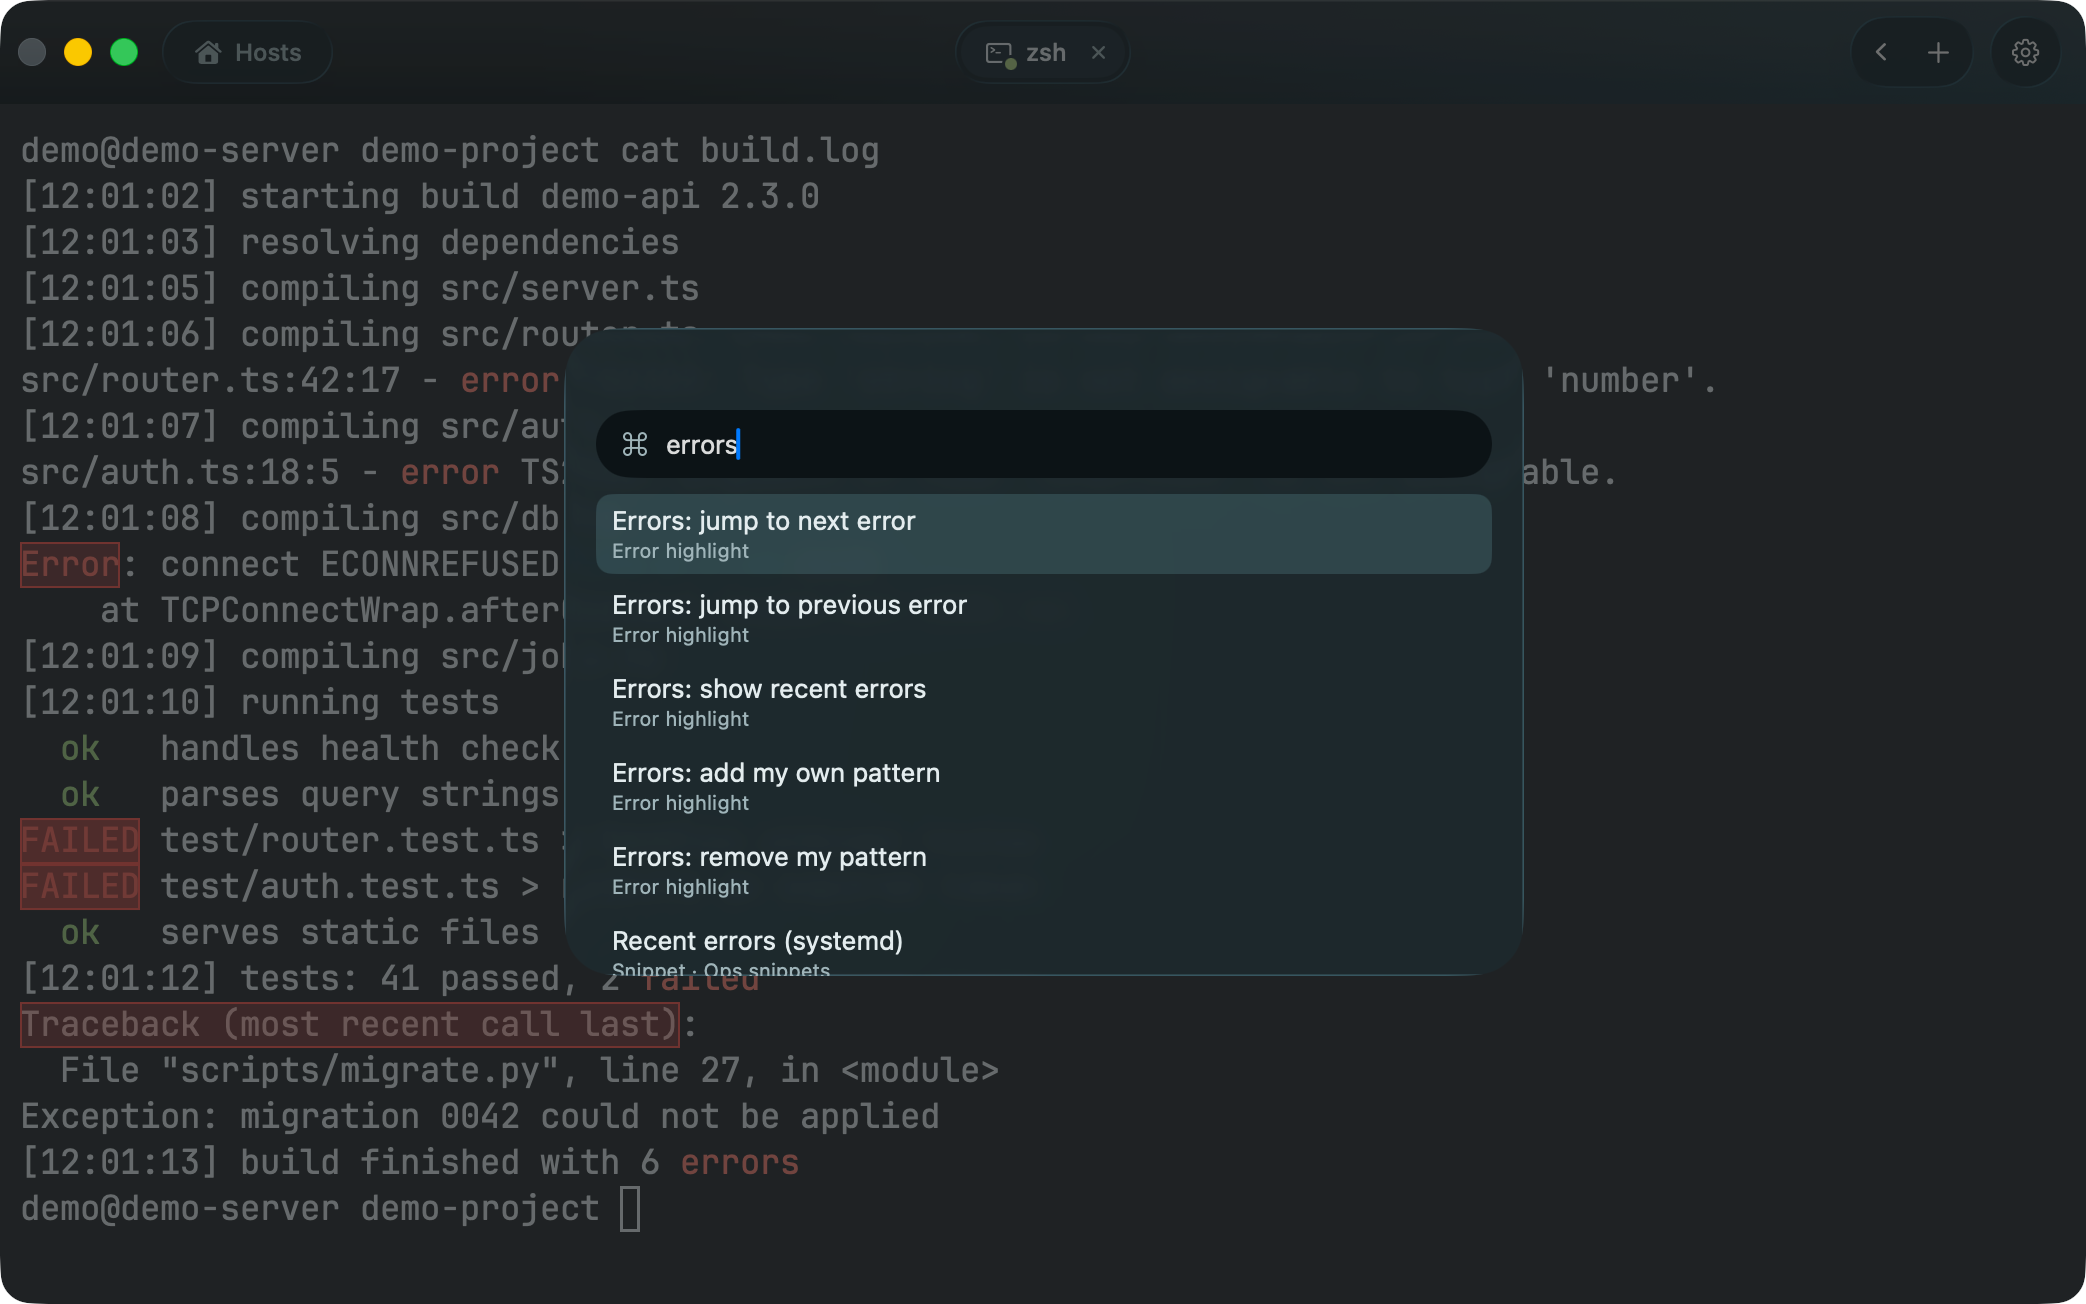 Hosts
zsh
demo@demo-server demo-project cat build.log
[12:01:02] starting build demo-api 2.3.0
[12:01:03] resolving dependencies
[12:01:05] compiling src/server.ts
[12:01:06] compiling src/router.ts
src/router.ts:42:17 - error 'number'.
[12:01:07] compiling
src/auth.ts:18:5 - error
[12:01:08] compiling src/db
Error: connect ECONNREFUSED
at
[12:01:09] compiling
[12:01:10] running tests
ok handles health check
ok parses query strings
FAILED test/router.test.ts
FAILED test/auth.test.ts >
ok serves static files
[12:01:12] tests: 41 passed, 2 failed
Traceback (most recent call last):
File "scripts/migrate.py", line 27, in <module>
Exception: migration 0042 could not be applied
[12:01:13] build finished with 6 errors
demo@demo-server demo-project
errors
Errors: jump to next error
Error highlight
Errors: jump to previous error
Error highlight
Errors: show recent errors
Error highlight
Errors: add my own pattern
Error highlight
Errors: remove my pattern
Error highlight
Recent errors (systemd)
Snippet · Ops snippets